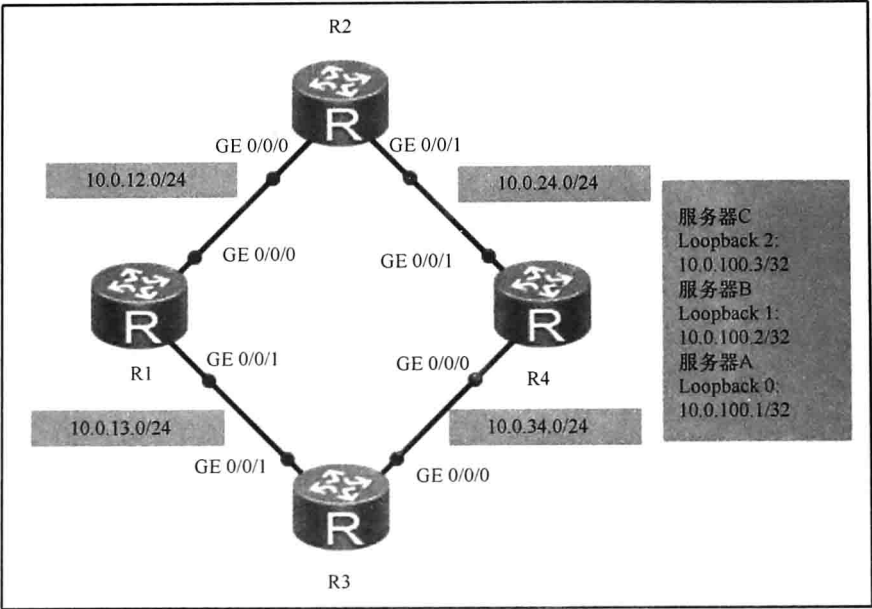 R2
R
GE 0/0/0
GE 0/0/1
10.0.12.0/24
10.0.24.0/24
GE 0/0/0
GE 0/0/1
R
R1
R
R4
GE 0/0/1
GE 0/0/0
10.0.13.0/24
10.0.34.0/24
GE 0/0/1
GE 0/0/0
R
R3
服务器C
Loopback 2:
10.0.100.3/32
服务器B
Loopback 1:
10.0.100.2/32
服务器A
Loopback 0:
10.0.100.1/32